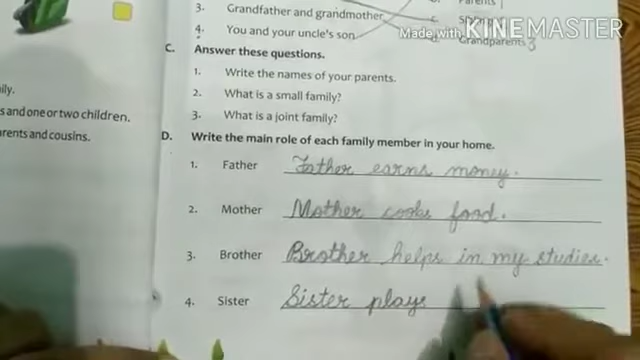 Parents
3. Grandfather and grandmother c.
4. You and your uncle's son d. Grandparents 3
Made with KINEMASTER
C. Answer these questions.
1. Write the names of your parents.
ily.
2. What is a small family?
s and one or two children.
3. What is a joint family?
rents and cousins.
D. Write the main role of each family member in your home.
1. Father Father earns money.
2. Mother Mother cooks food.
3. Brother Brother helps in my studies.
4. Sister Sister plays